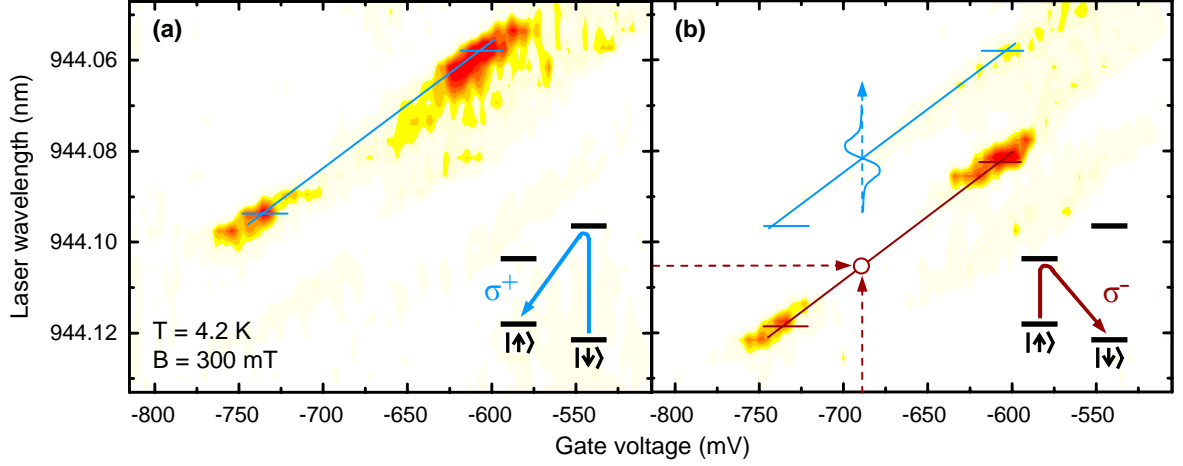 (a)
(b)
944.06
944.08
944.10
944.12
Laser wavelength (nm)
σ+
σ-
T = 4.2 K
B = 300 mT
|↑⟩
|↓⟩
|↑⟩
|↓⟩
-800 -750 -700 -650 -600 -550
-800 -750 -700 -650 -600 -550
Gate voltage (mV)